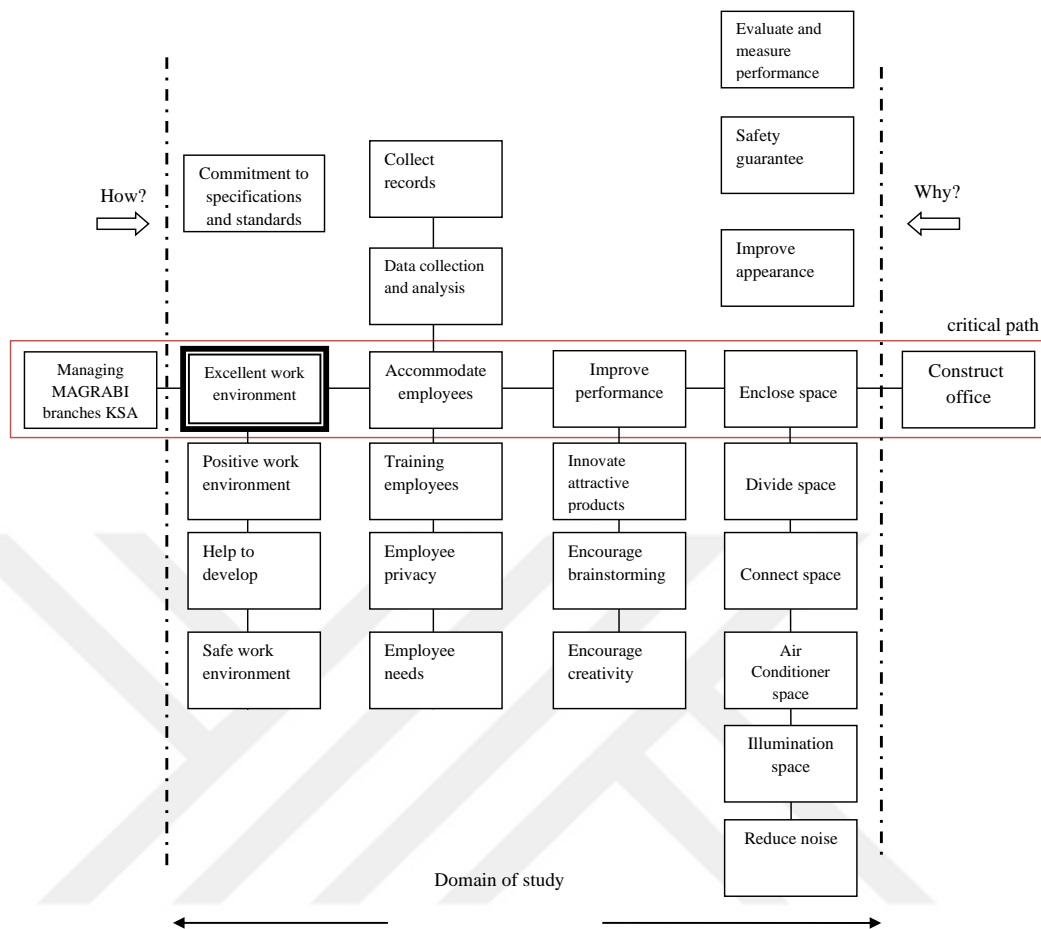 Evaluate and
measure
performance
Safety
guarantee
Collect
records
Commitment to
specifications
and standards
How?
Why?
Improve
appearance
Data collection
and analysis
critical path
Managing
MAGRABI
branches KSA
Excellent work
environment
Accommodate
employees
Improve
performance
Enclose space
Construct
office
Positive work
environment
Training
employees
Innovate
attractive
products
Divide space
Help to
develop
Employee
privacy
Encourage
brainstorming
Connect space
Safe work
environment
Employee
needs
Encourage
creativity
Air
Conditioner
space
Illumination
space
Reduce noise
Domain of study